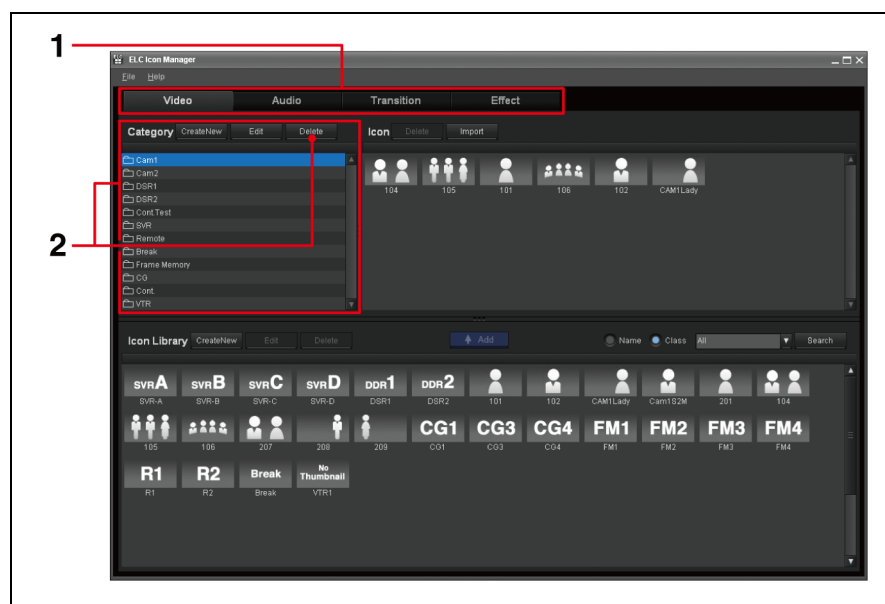 1
ELC Icon Manager
File Help
Video Audio Transition Effect
Category CreateNew Edit Delete Icon Delete Import
Cam1
Cam2
DSR1
DSR2
Cont.Test
SVR
Remote
Break
Frame Memory
CG
Cont.
VTR
104 105 101 106 102 CAM1Lady
2
Icon Library CreateNew Edit Delete Add Name Class All Search
SVRA SVRB SVRC SVRD DDR1 DDR2
SVR-A SVR-B SVR-C SVR-D DSR1 DSR2 101 102 CAM1Lady Cam1S2M 201 104
CG1 CG3 CG4 FM1 FM2 FM3 FM4
105 106 207 208 209 CG1 CG3 CG4 FM1 FM2 FM3 FM4
R1 R2 Break No Thumbnail
R1 R2 Break VTR1